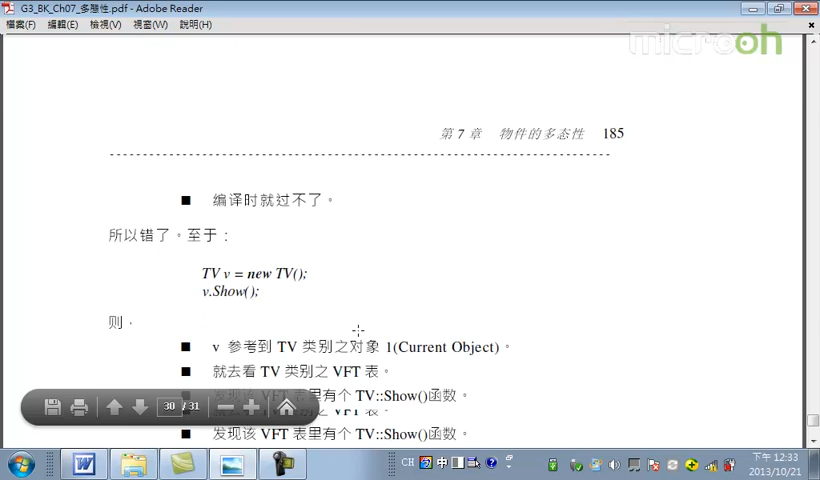 G3_BK_Ch07_多態性.pdf - Adobe Reader
檔案(F) 編輯(E) 檢視(V) 視窗(W) 說明(H)
microoh
第 7 章 物件的多态性 185
■ 编译时就过不了。
所以错了。至于：
TV v = new TV();
v.Show();
则，
■ v 参考到 TV 类别之对象 1(Current Object)。
■ 就去看 TV 类别之 VFT 表。
发现该 VFT 表里有个 TV::Show()函数。
30 / 31
■ 发现该 VFT 表里有个 TV::Show()函数。
CH 中
下午 12:33
2013/10/21